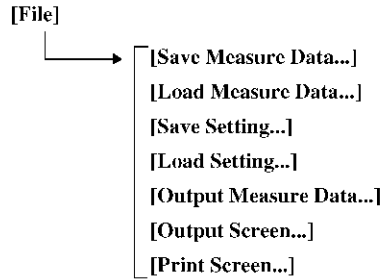 [File]
[Save Measure Data...]
[Load Measure Data...]
[Save Setting...]
[Load Setting...]
[Output Measure Data...]
[Output Screen...]
[Print Screen...]